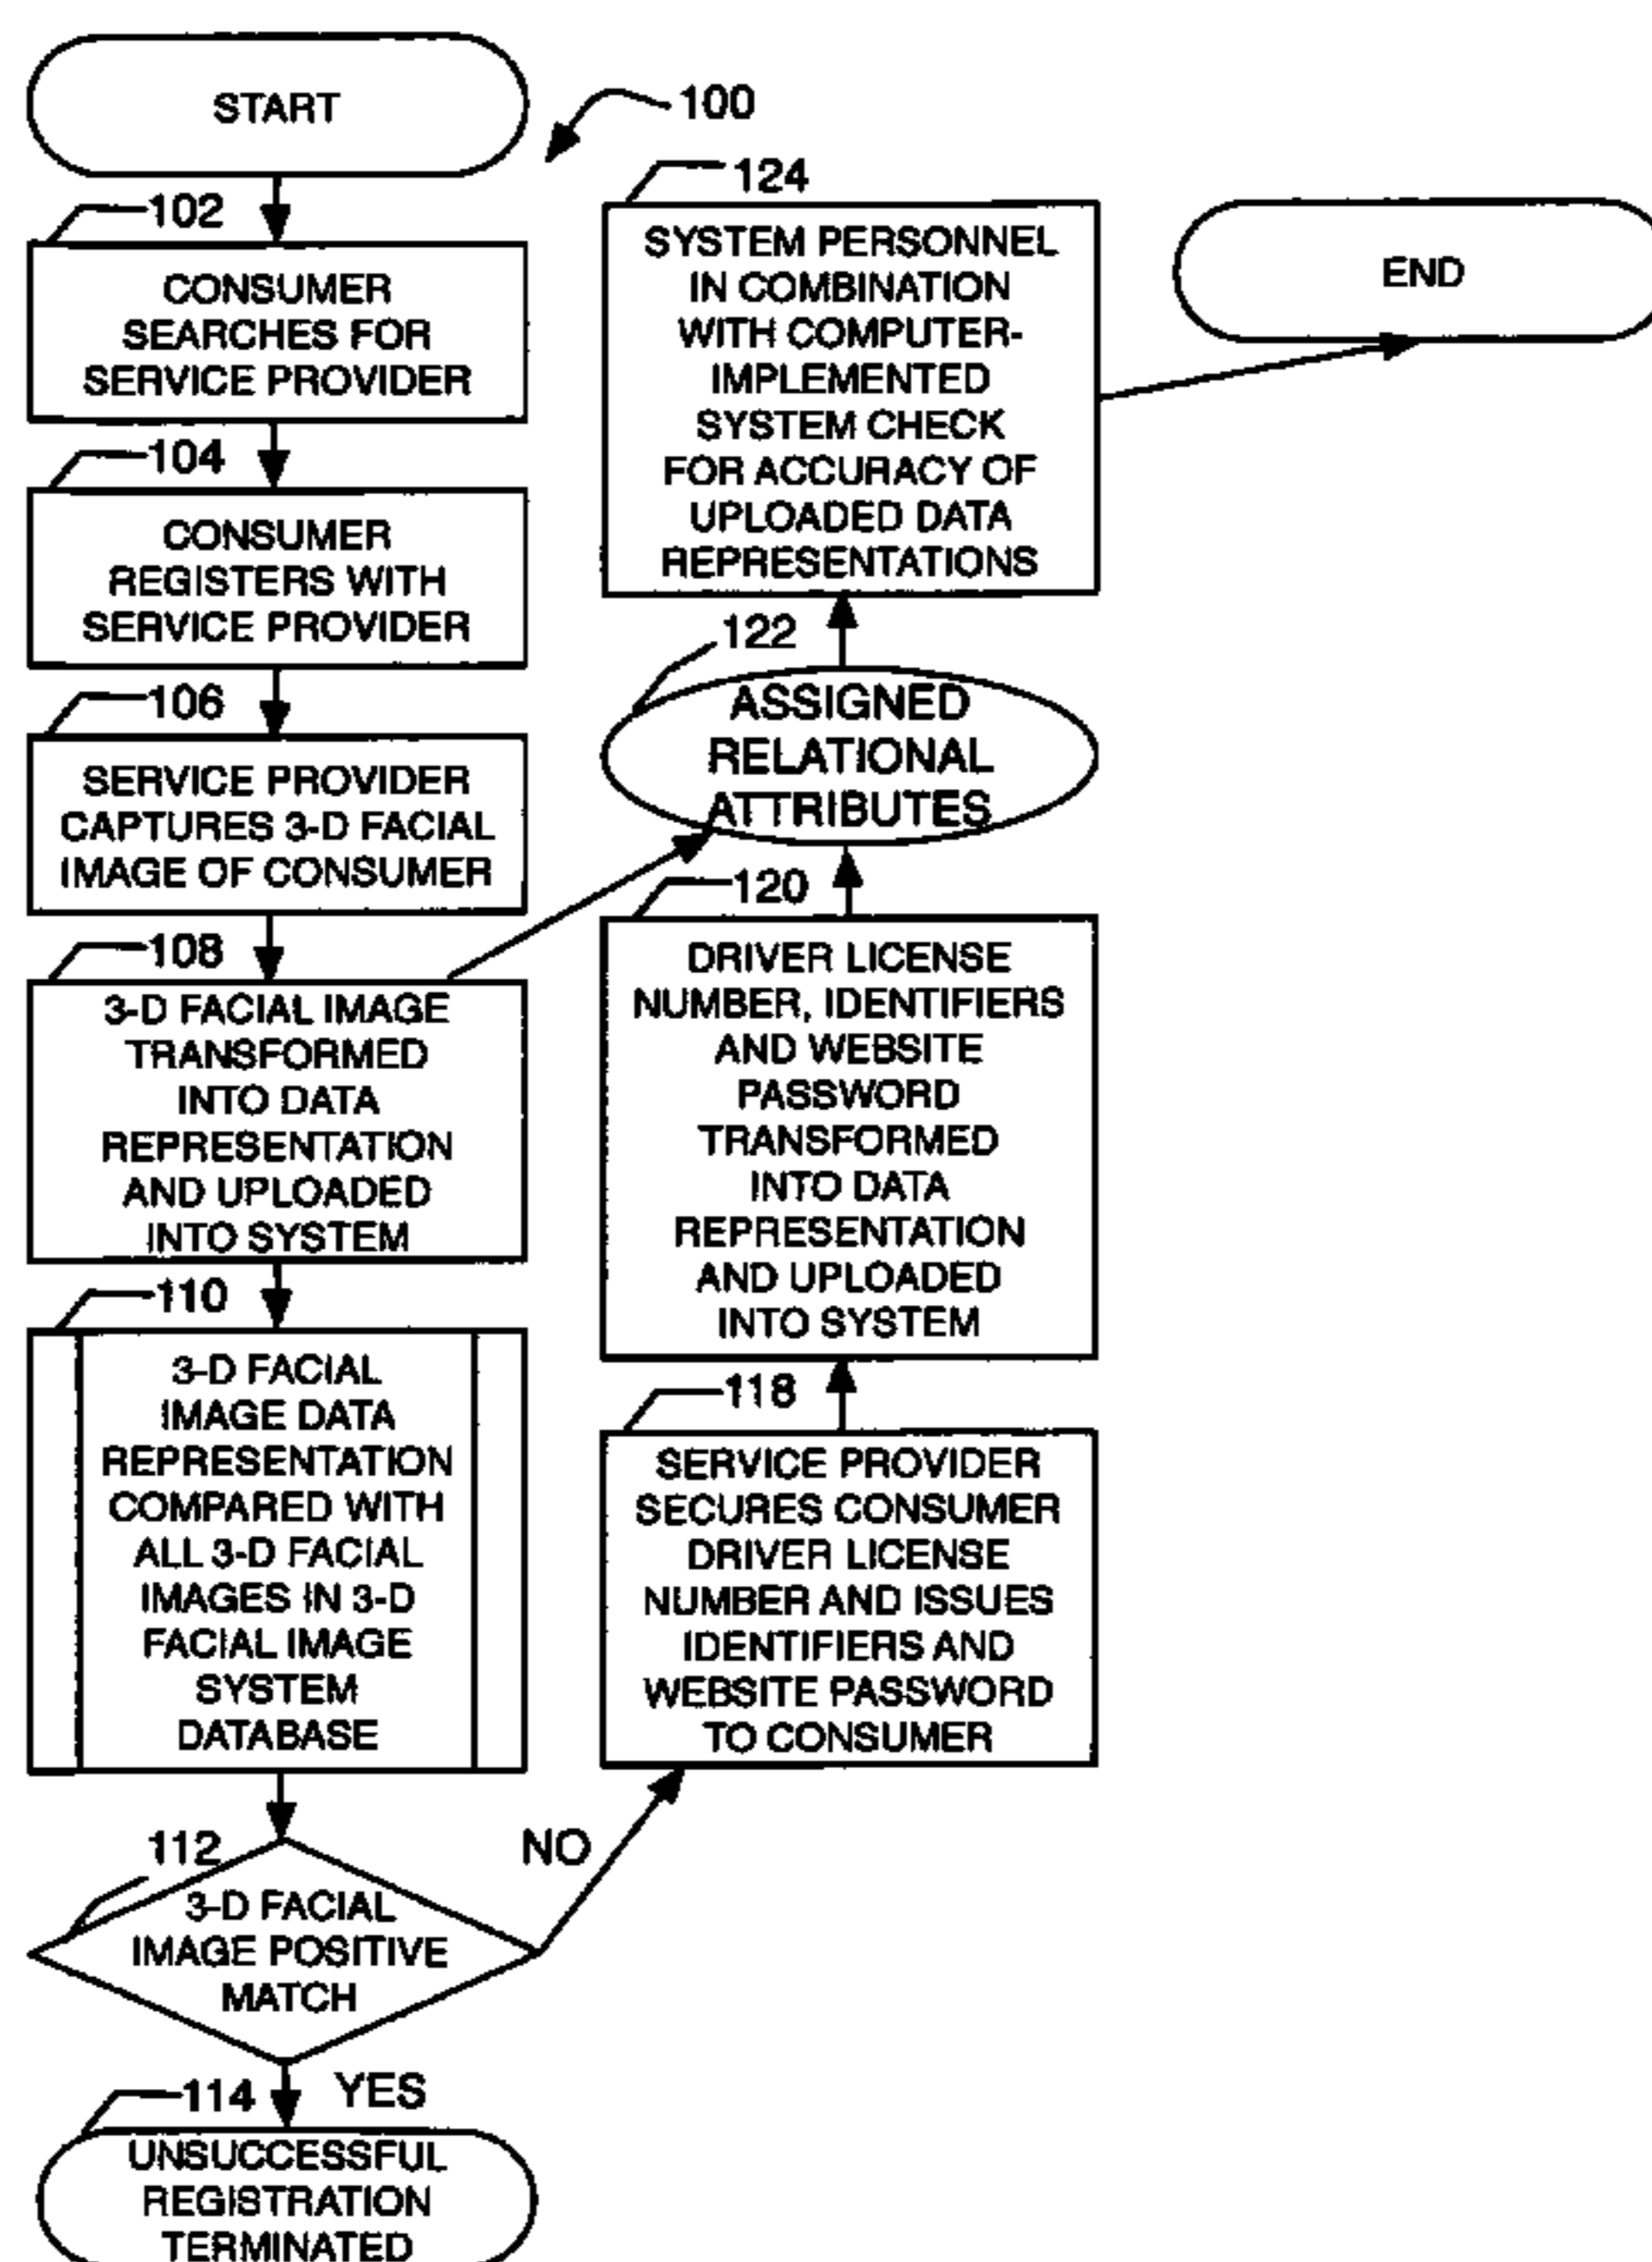 START
100
102
CONSUMER
SEARCHES FOR
SERVICE PROVIDER
104
CONSUMER
REGISTERS WITH
SERVICE PROVIDER
106
SERVICE PROVIDER
CAPTURES 3-D FACIAL
IMAGE OF CONSUMER
108
3-D FACIAL IMAGE
TRANSFORMED
INTO DATA
REPRESENTATION
AND UPLOADED
INTO SYSTEM
110
3-D FACIAL
IMAGE DATA
REPRESENTATION
COMPARED WITH
ALL 3-D FACIAL
IMAGES IN 3-D
FACIAL IMAGE
SYSTEM
DATABASE
112
3-D FACIAL
IMAGE POSITIVE
MATCH
NO
YES
114
UNSUCCESSFUL
REGISTRATION
TERMINATED
118
SERVICE PROVIDER
SECURES CONSUMER
DRIVER LICENSE
NUMBER AND ISSUES
IDENTIFIERS AND
WEBSITE PASSWORD
TO CONSUMER
120
DRIVER LICENSE
NUMBER, IDENTIFIERS
AND WEBSITE
PASSWORD
TRANSFORMED
INTO DATA
REPRESENTATION
AND UPLOADED
INTO SYSTEM
122
ASSIGNED
RELATIONAL
ATTRIBUTES
124
SYSTEM PERSONNEL
IN COMBINATION
WITH COMPUTER-
IMPLEMENTED
SYSTEM CHECK
FOR ACCURACY OF
UPLOADED DATA
REPRESENTATIONS
END